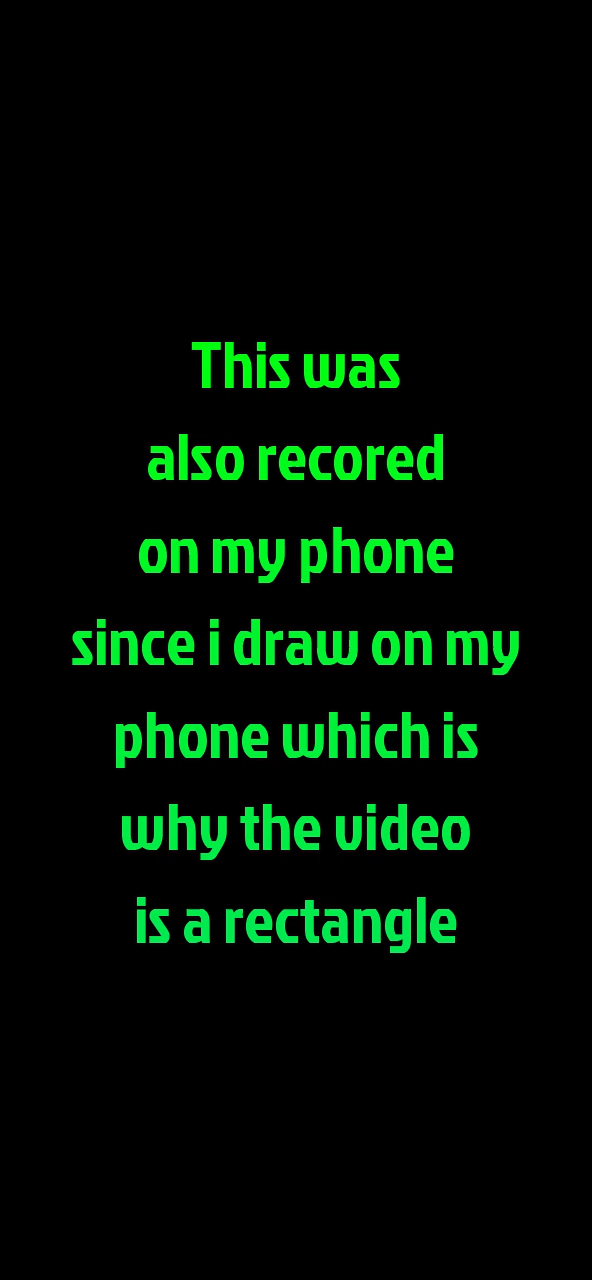 This was
also recored
on my phone
since i draw on my
phone which is
why the video
is a rectangle